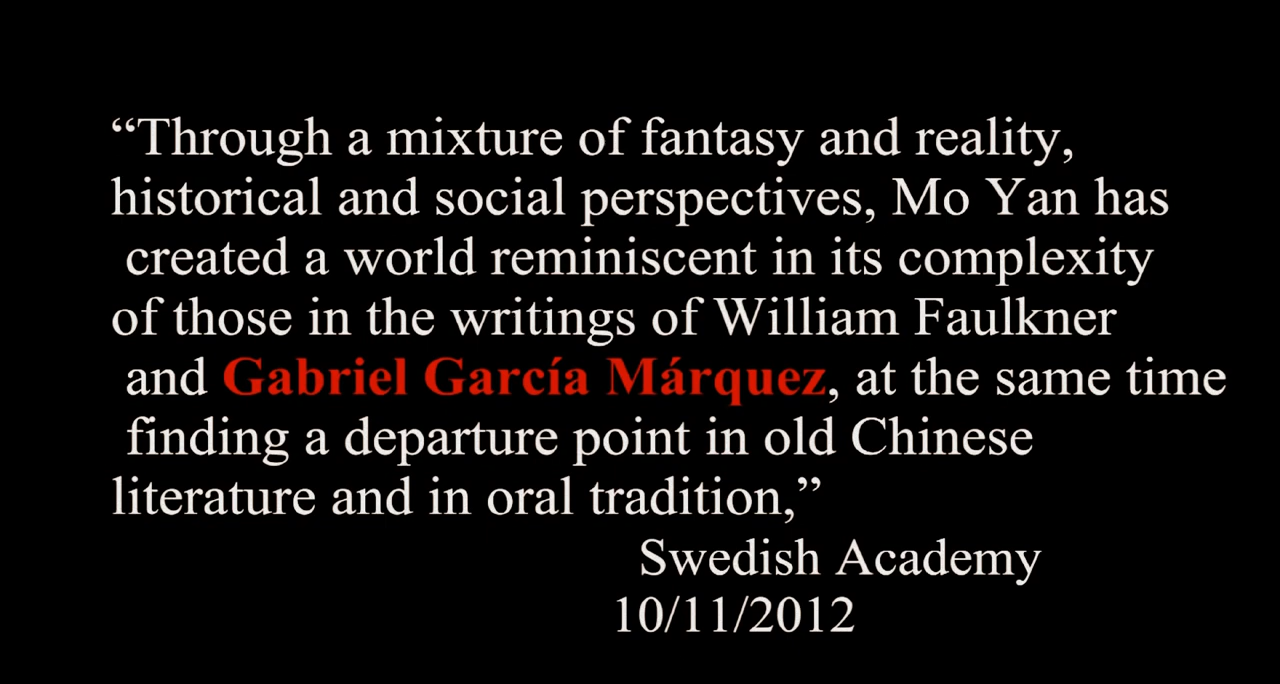 “Through a mixture of fantasy and reality,
historical and social perspectives, Mo Yan has
created a world reminiscent in its complexity
of those in the writings of William Faulkner
and Gabriel García Márquez, at the same time
finding a departure point in old Chinese
literature and in oral tradition,”
Swedish Academy
10/11/2012